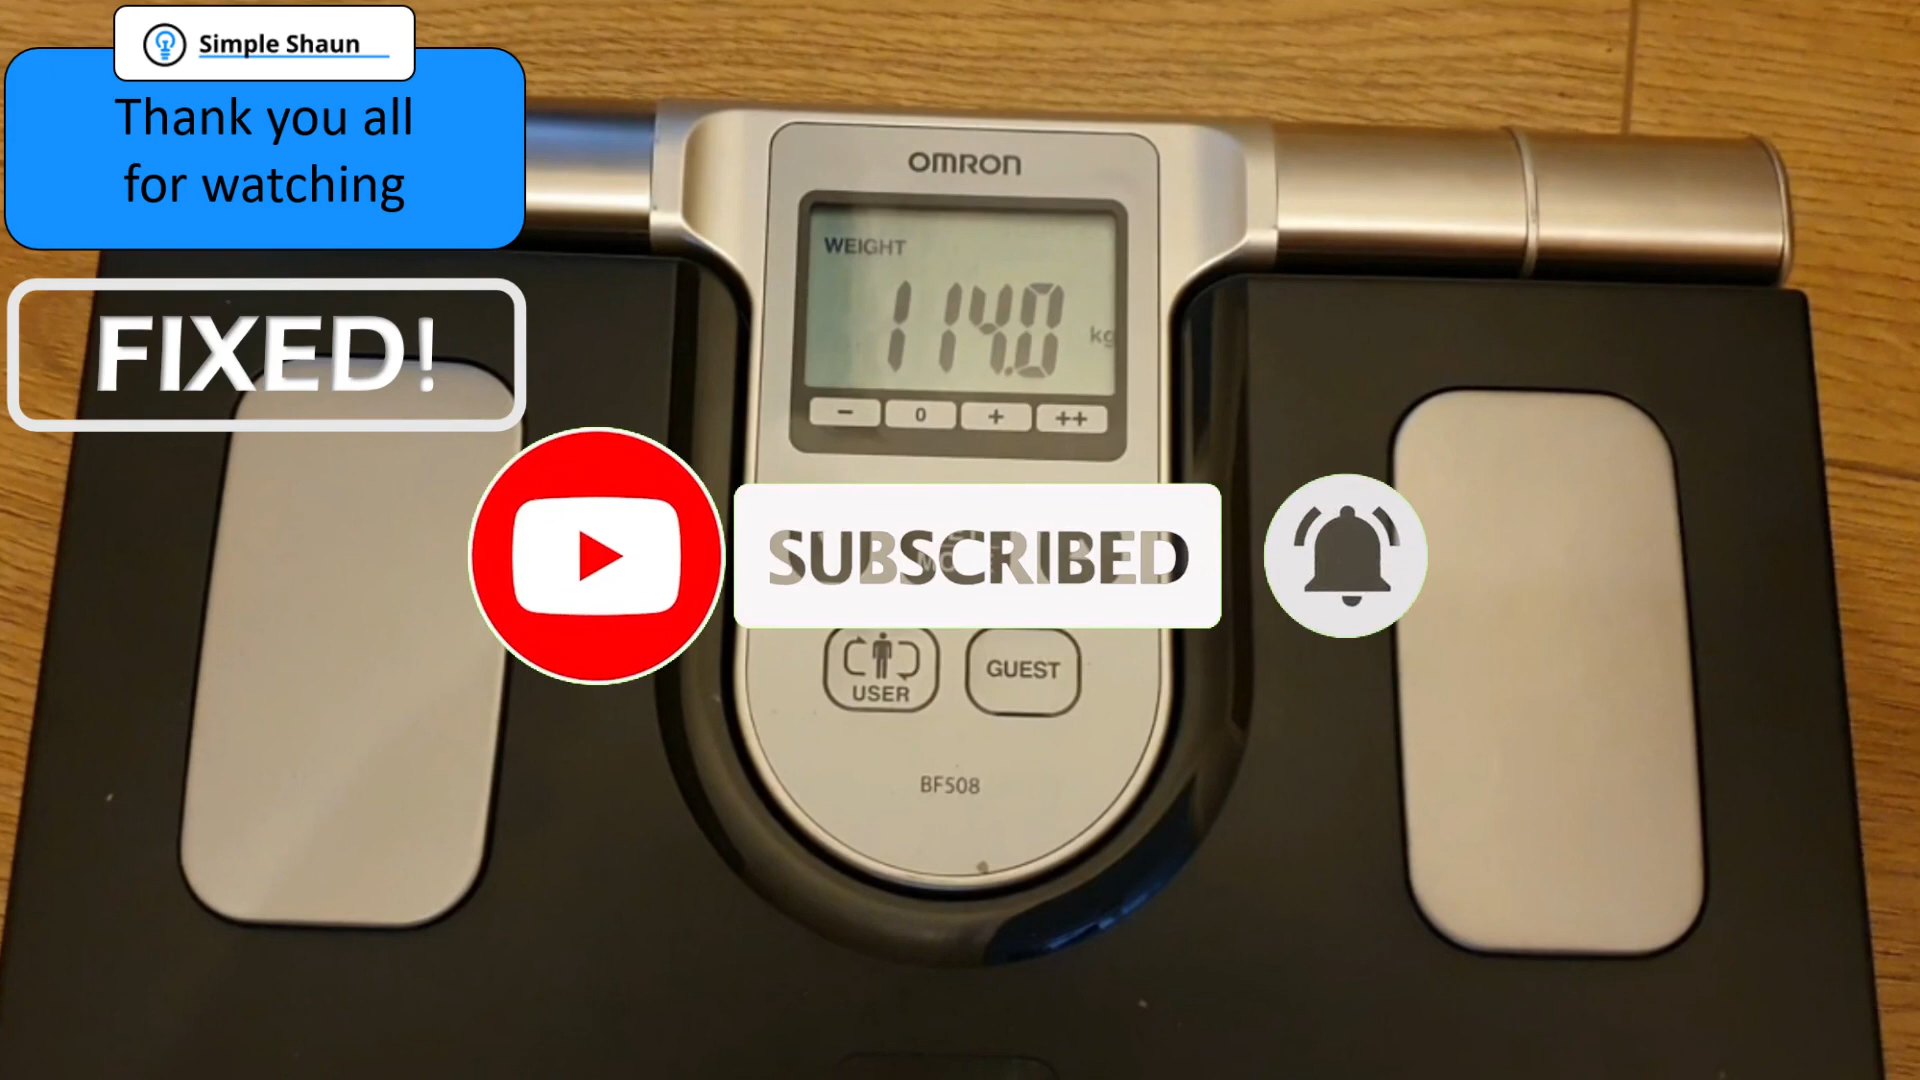 Simple Shaun
Thank you all
for watching
FIXED!
OMRON
WEIGHT
114.0 kg
- 0 + ++
SUBSCRIBED
USER
GUEST
BF508